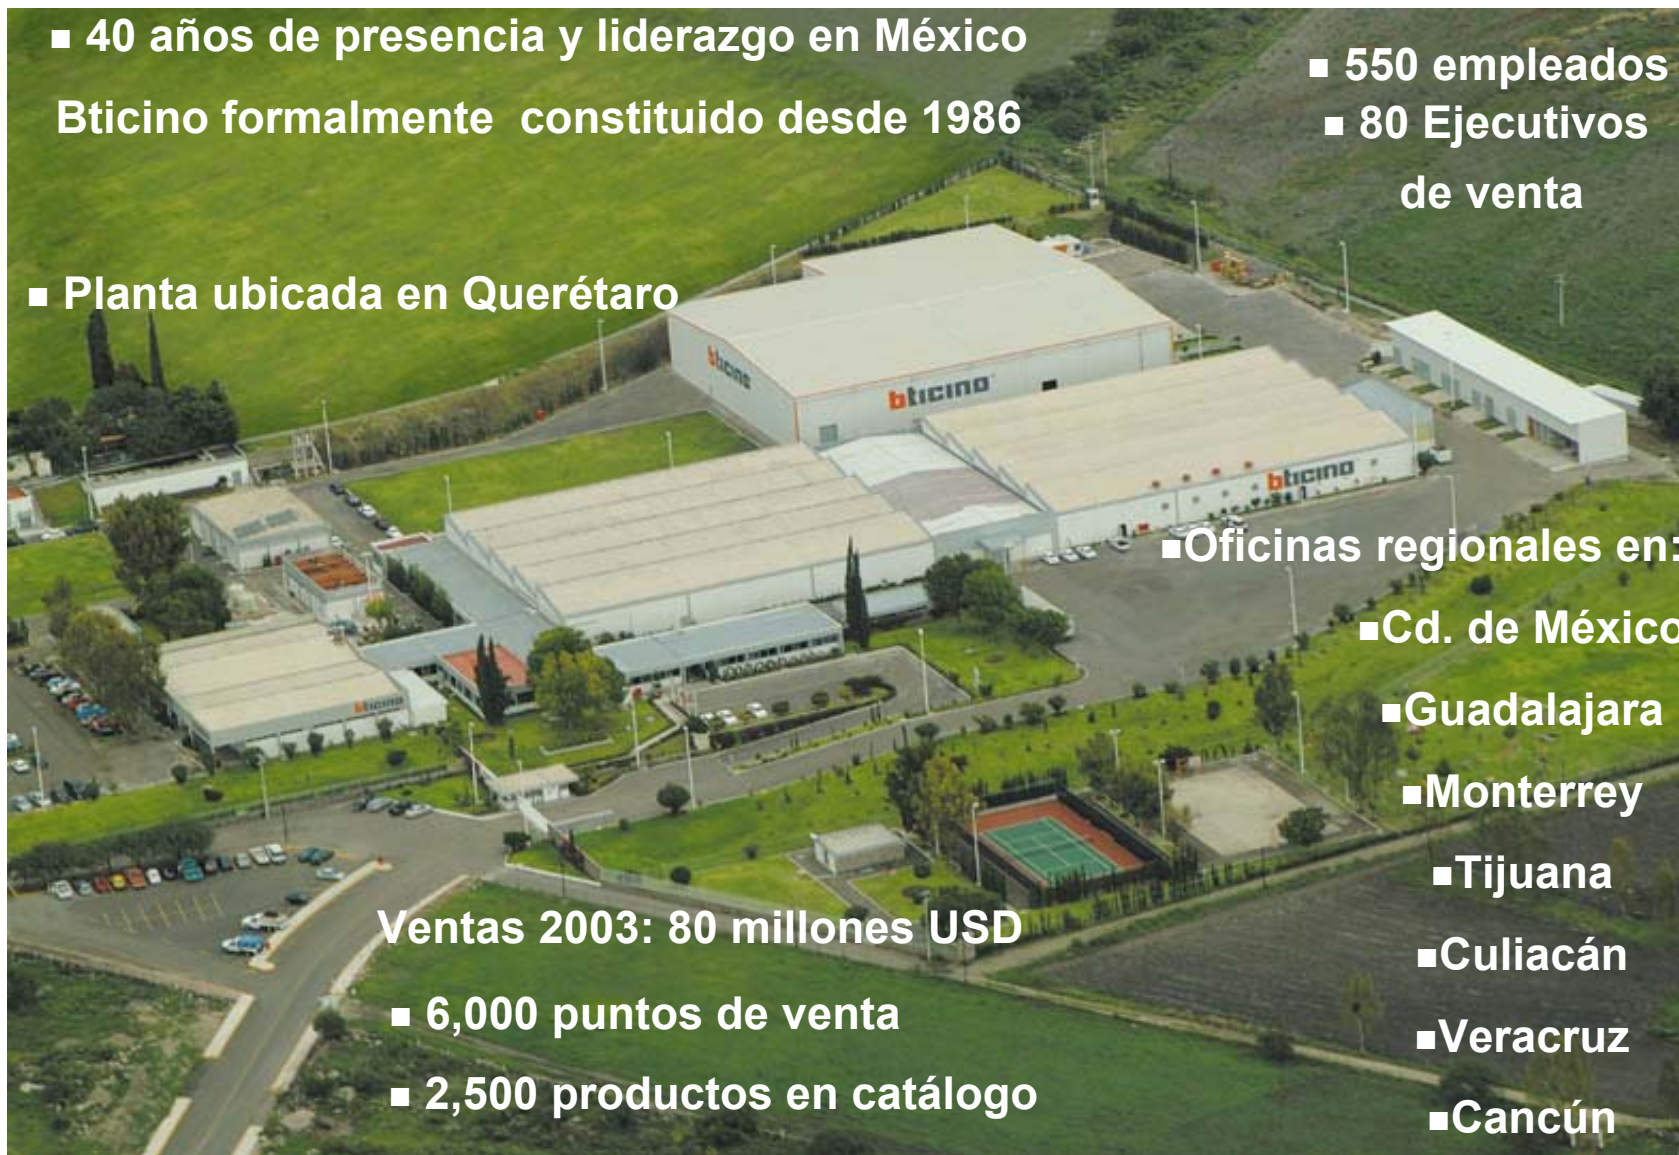 ■ 40 años de presencia y liderazgo en México
Bticino formalmente constituido desde 1986
■ 550 empleados
■ 80 Ejecutivos
de venta
■ Planta ubicada en Querétaro
bticino
bticino
bticino
bticino
■Oficinas regionales en:
■Cd. de México
■Guadalajara
■Monterrey
■Tijuana
■Culiacán
■Veracruz
■Cancún
Ventas 2003: 80 millones USD
■ 6,000 puntos de venta
■ 2,500 productos en catálogo